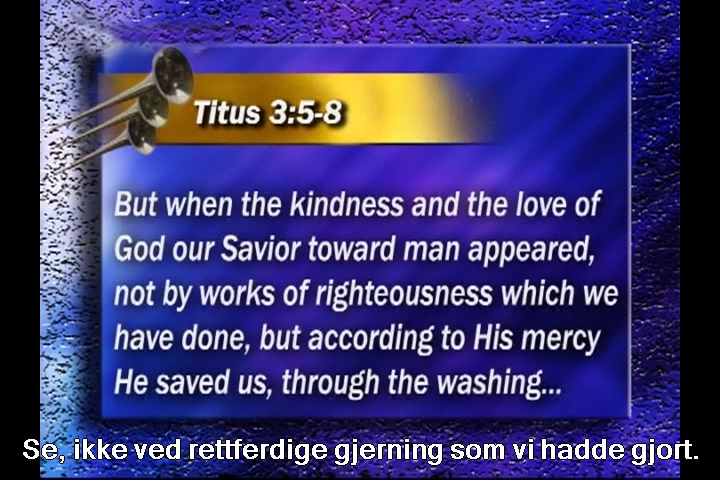 Titus 3:5-8
But when the kindness and the love of
God our Savior toward man appeared,
not by works of righteousness which we
have done, but according to His mercy
He saved us, through the washing...
Se, ikke ved rettferdige gjerning som vi hadde gjort.